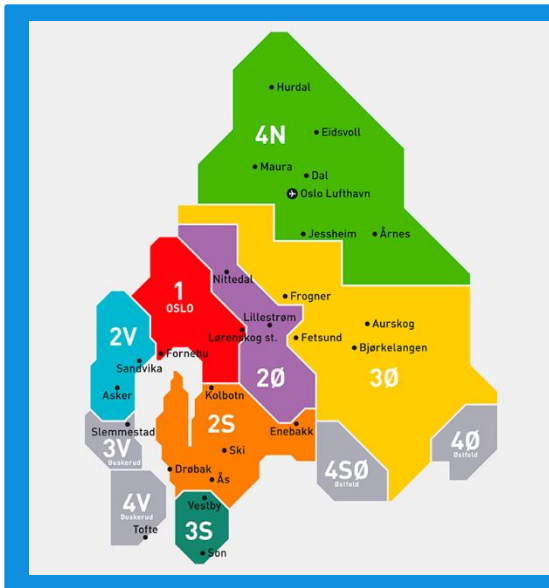 Hurdal
4N
Eidsvoll
Maura
Dal
Oslo Lufthavn
Jessheim
Årnes
Nittedal
1
OSLO
Frogner
2V
Lillestrøm
Aurskog
Lørenskog st.
Fetsund
Bjørkelangen
Fornebu
Sandvika
2Ø
3Ø
Asker
Kolbotn
2S
Enebakk
Slemmestad
3V
Buskerud
Ski
4Ø
Østfold
Drøbak
4SØ
Østfold
Ås
4V
Buskerud
Vestby
Tofte
3S
Son